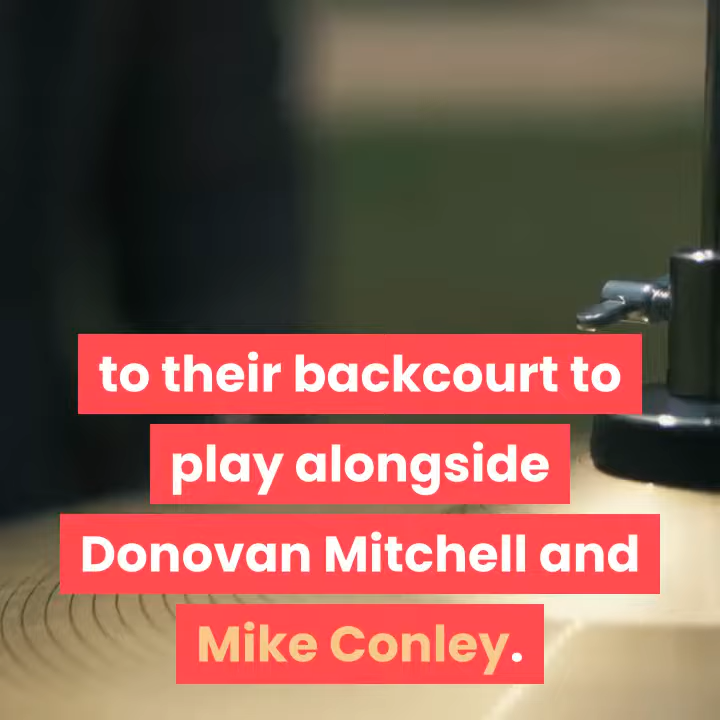 to their backcourt to
play alongside
Donovan Mitchell and
Mike Conley.